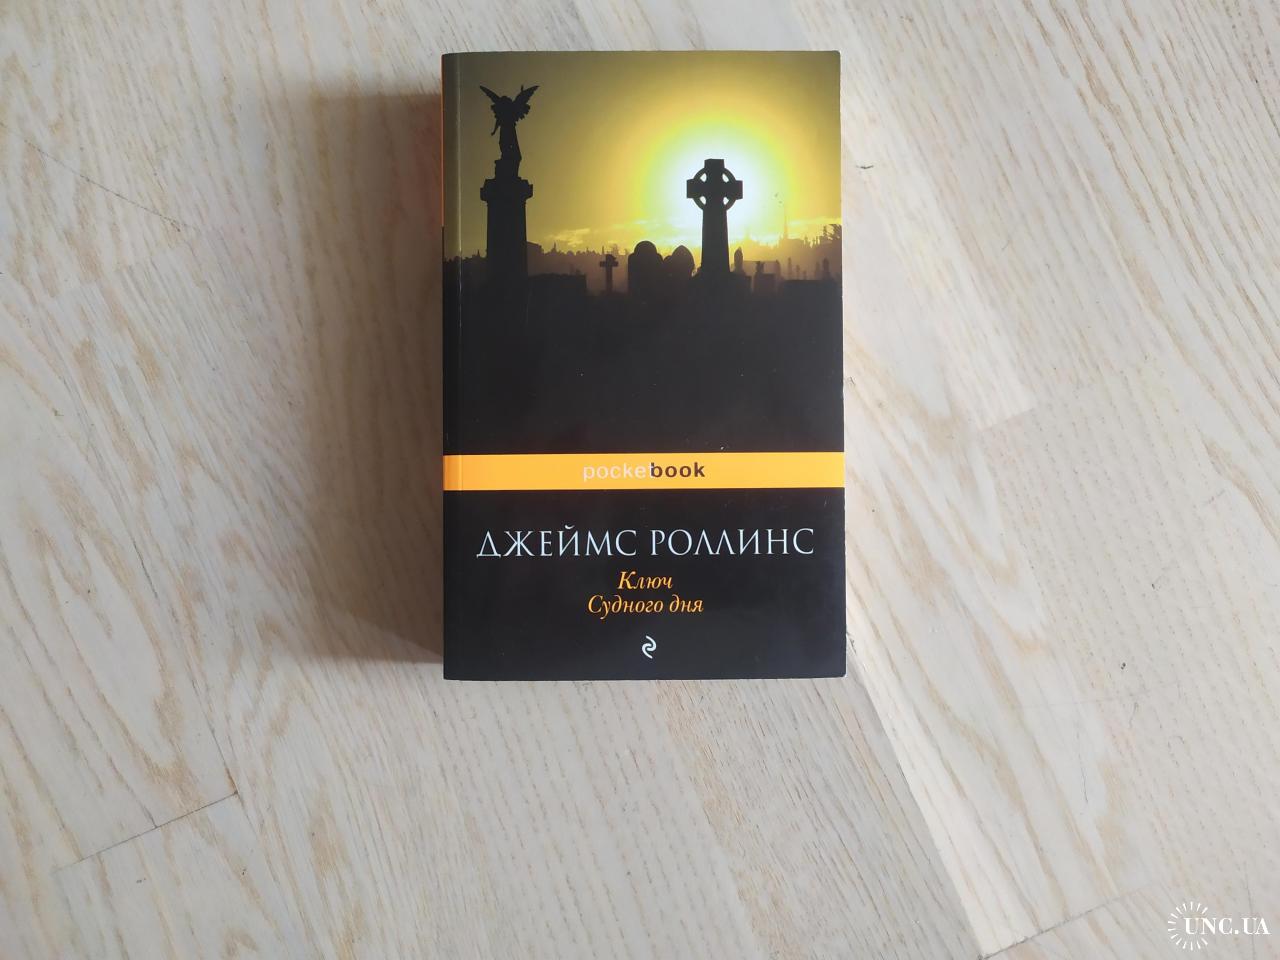 pocketbook
ДЖЕЙМС РОЛЛИНС
Ключ
Судного дня
UNC.UA